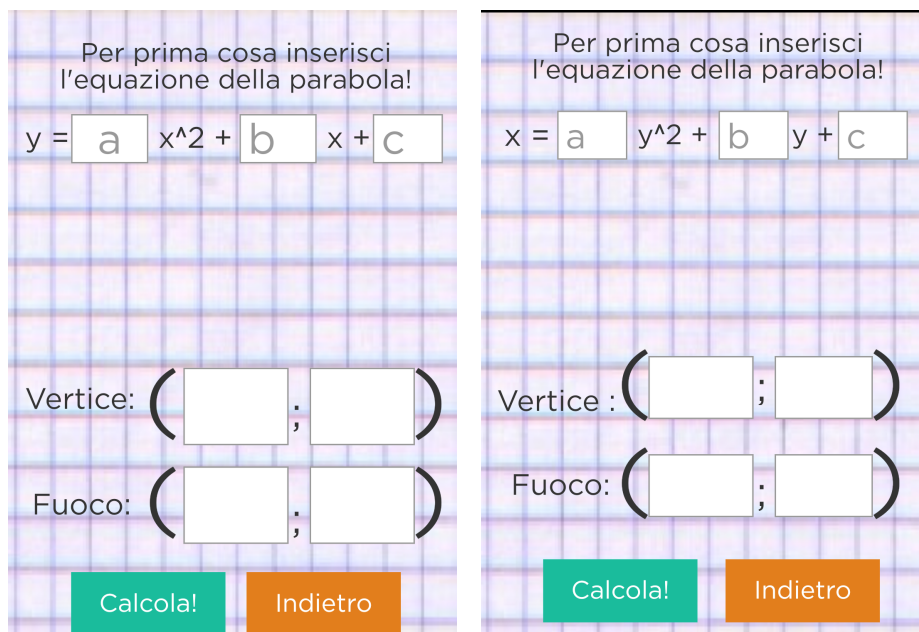 Per prima cosa inserisci
l'equazione della parabola!
y = a x^2 + b x + c
Vertice: ( ; )
Fuoco: ( ; )
Calcola! Indietro
Per prima cosa inserisci
l'equazione della parabola!
x = a y^2 + b y + c
Vertice : ( ; )
Fuoco: ( ; )
Calcola! Indietro